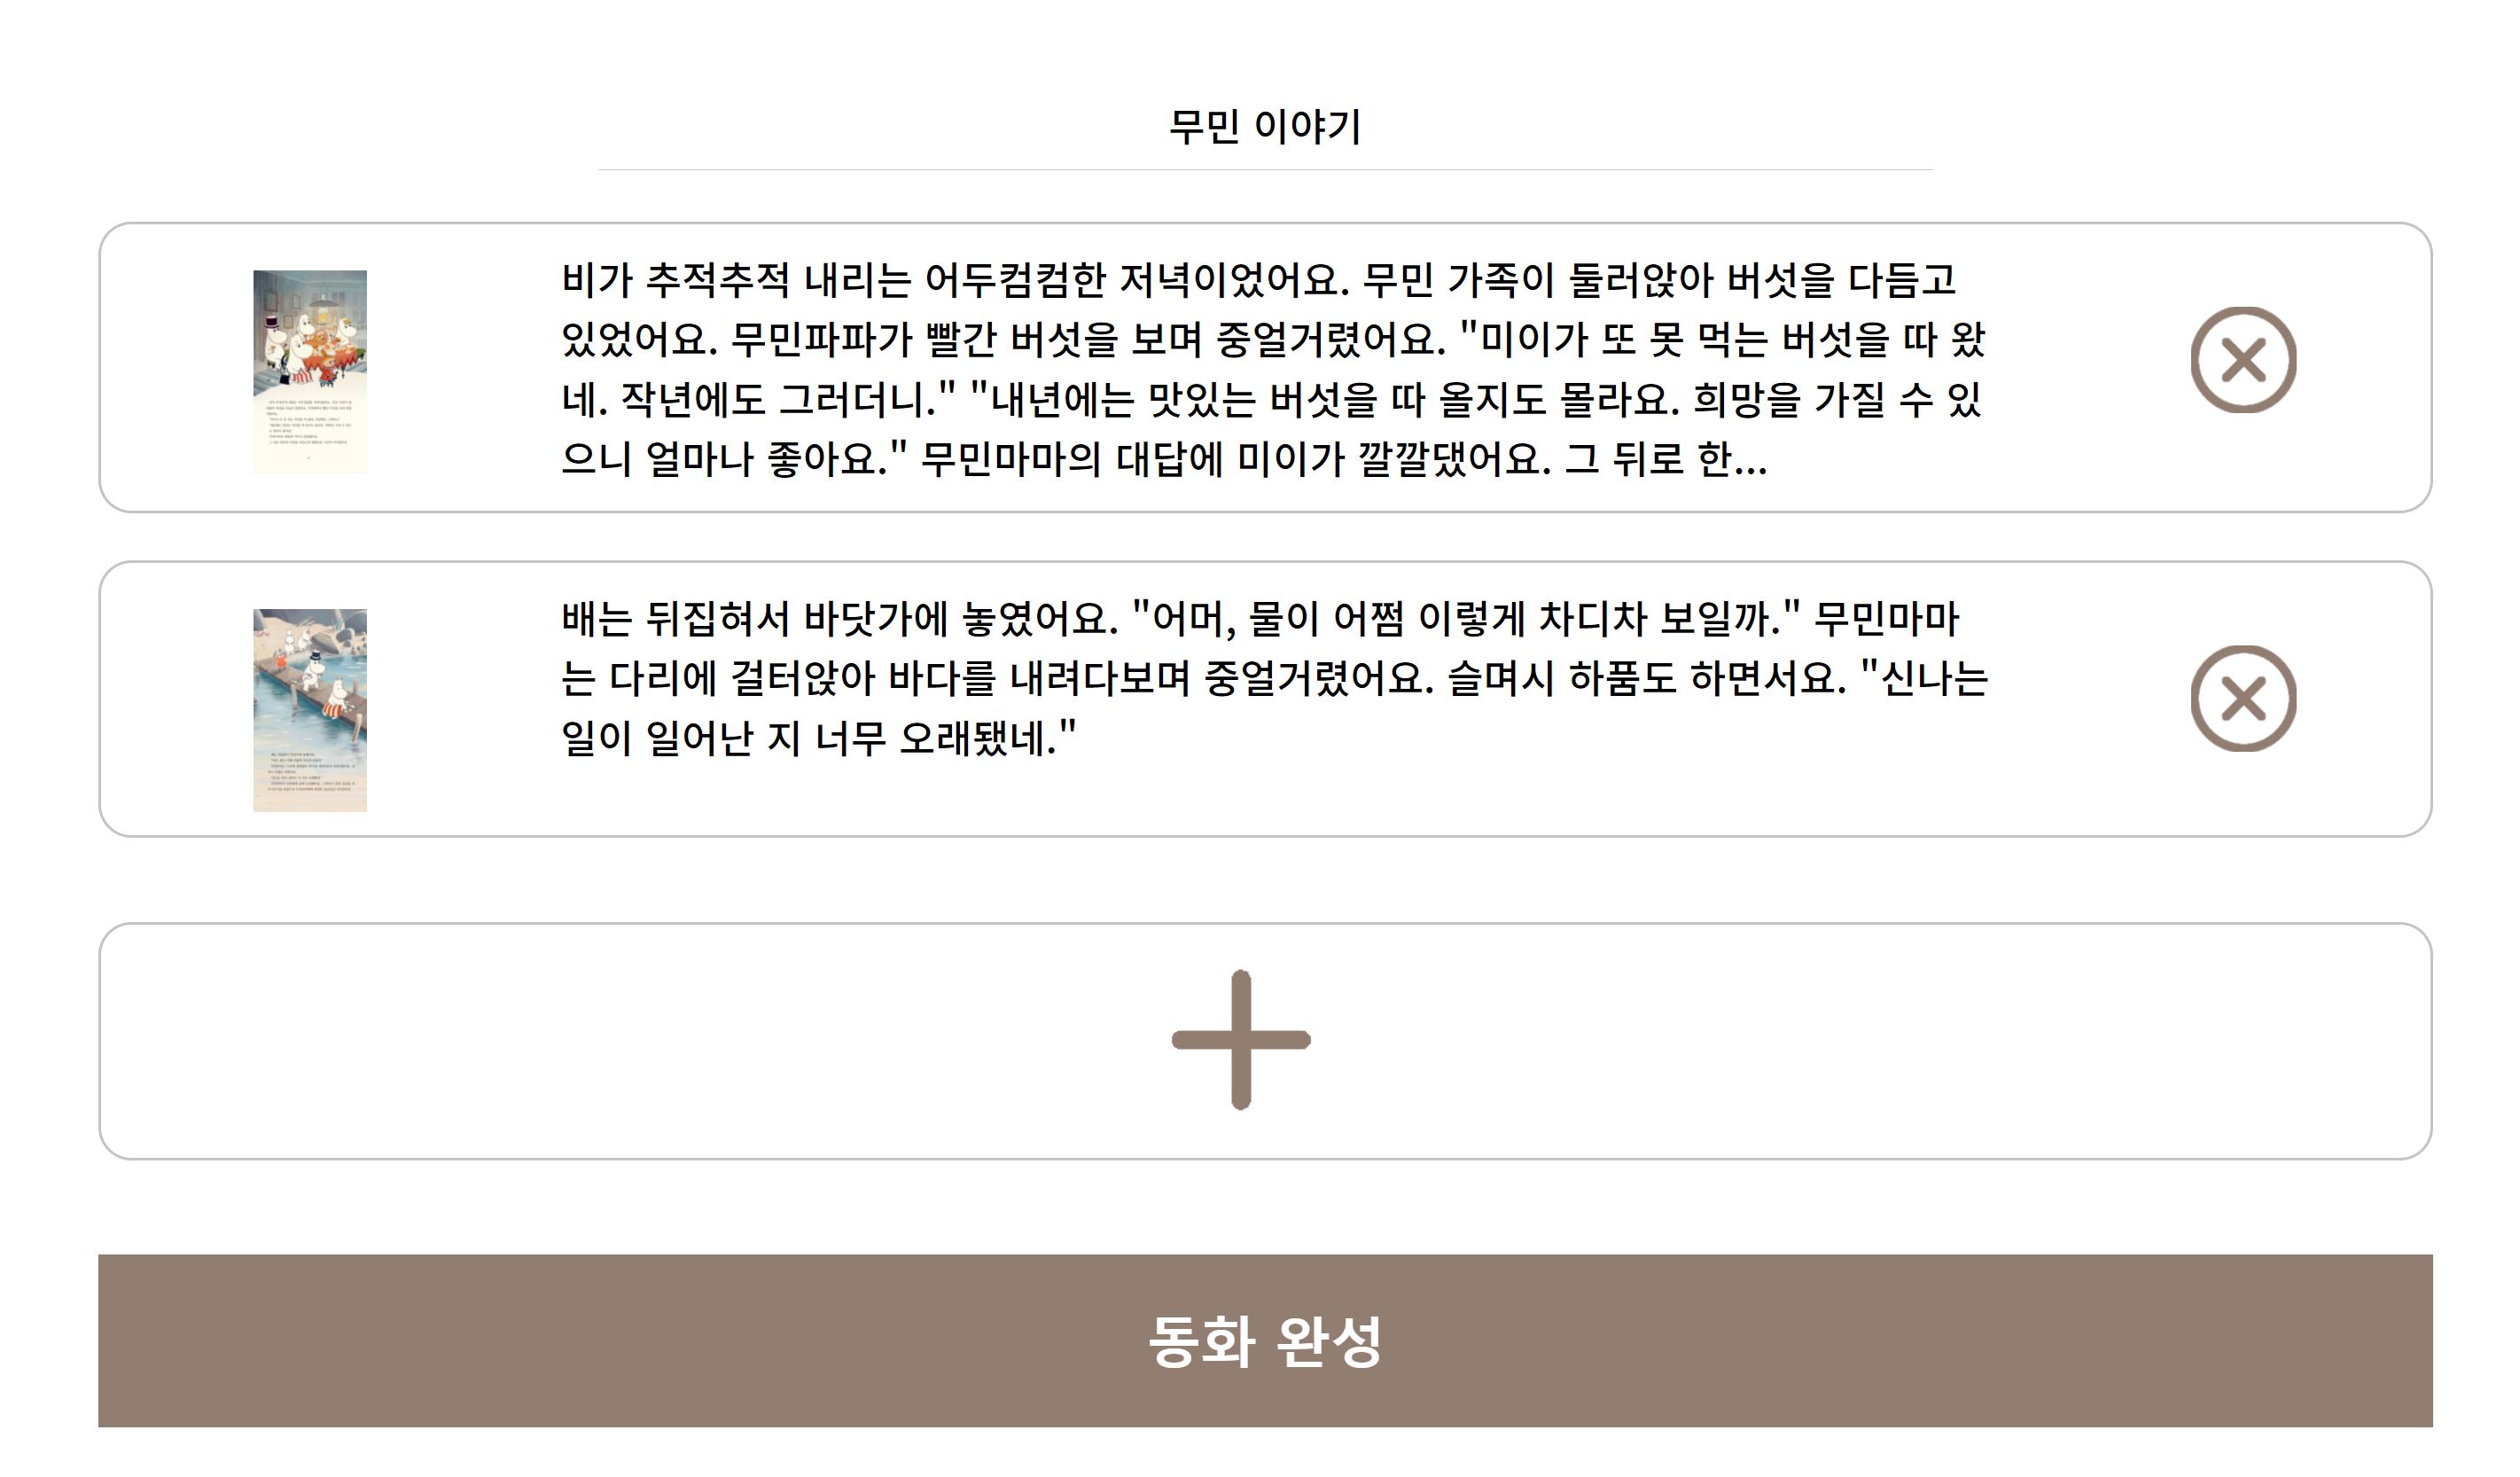 무민 이야기
비가 추적추적 내리는 어두컴컴한 저녁이었어요. 무민 가족이 둘러앉아 버섯을 다듬고
있었어요. 무민파파가 빨간 버섯을 보며 중얼거렸어요. "미이가 또 못 먹는 버섯을 따 왔
네. 작년에도 그러더니." "내년에는 맛있는 버섯을 따 올지도 몰라요. 희망을 가질 수 있
으니 얼마나 좋아요." 무민마마의 대답에 미이가 깔깔댔어요. 그 뒤로 한...
배는 뒤집혀서 바닷가에 놓였어요. "어머, 물이 어쩜 이렇게 차디차 보일까." 무민마마
는 다리에 걸터앉아 바다를 내려다보며 중얼거렸어요. 슬며시 하품도 하면서요. "신나는
일이 일어난 지 너무 오래됐네."
동화 완성